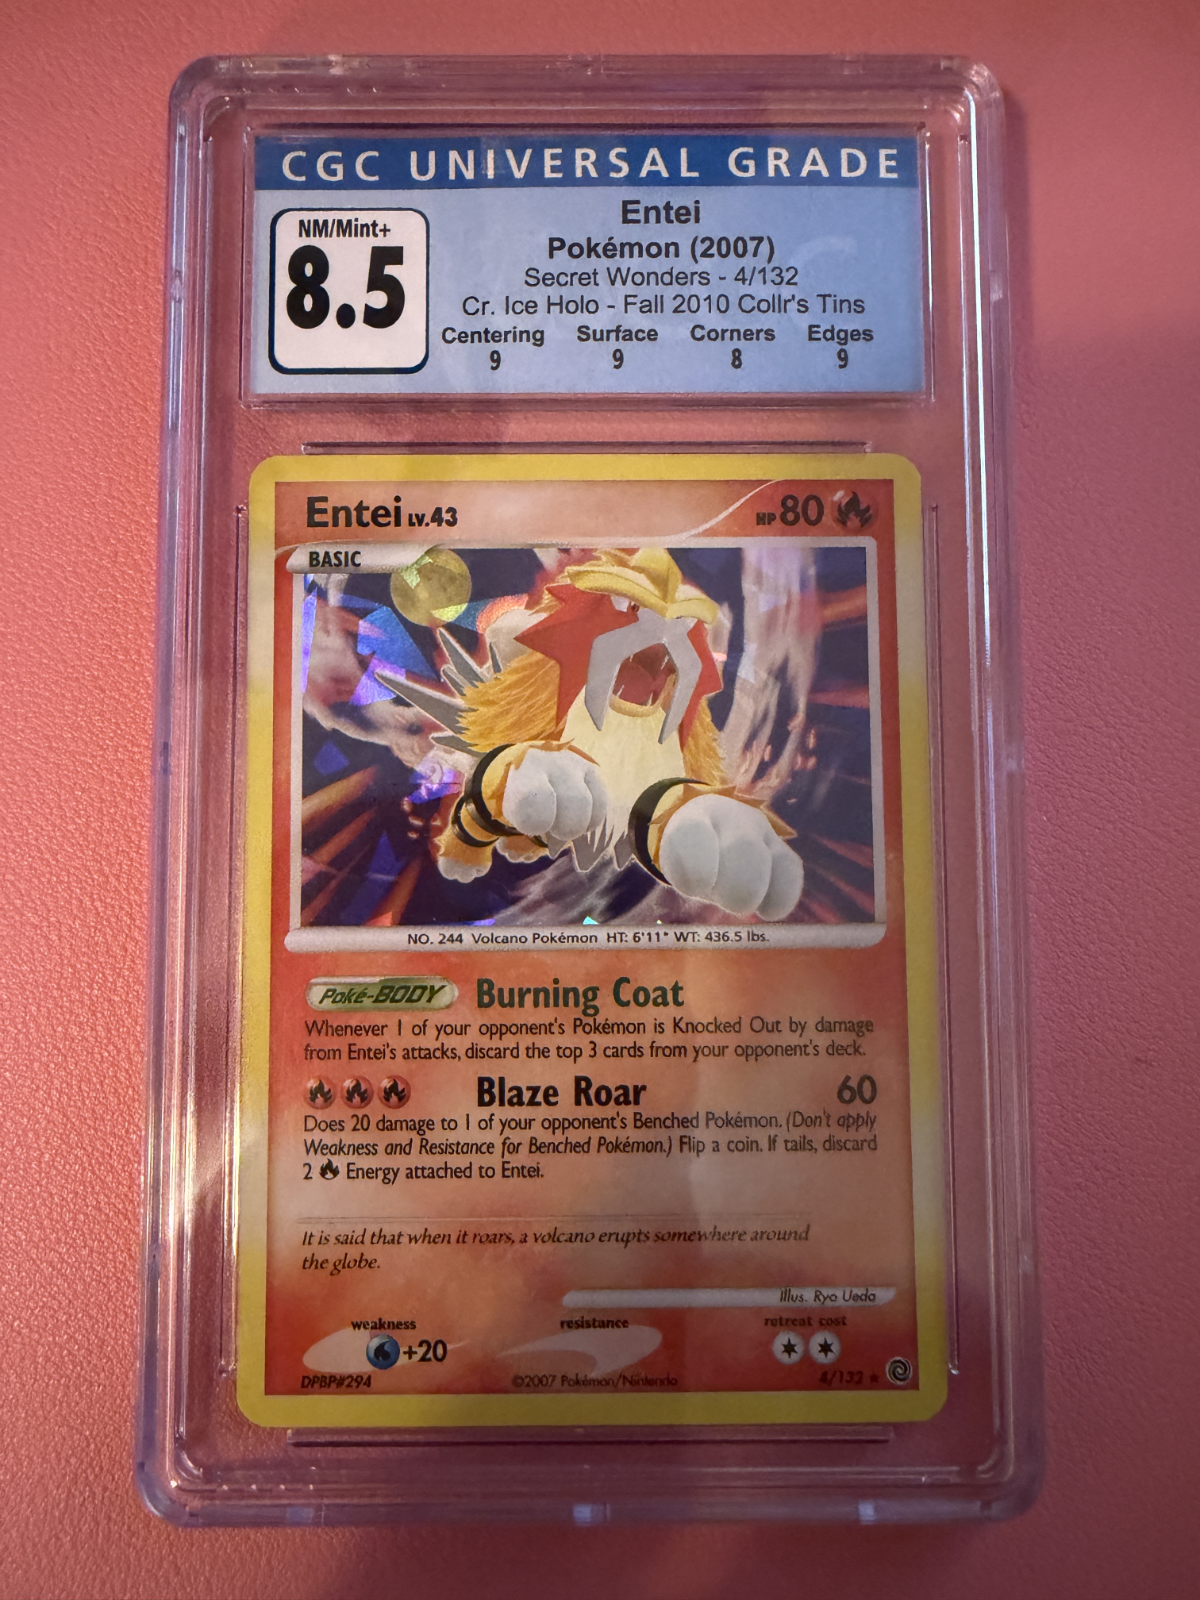 CGC UNIVERSAL GRADE
NM/Mint+
8.5
Entei
Pokémon (2007)
Secret Wonders - 4/132
Cr. Ice Holo - Fall 2010 Collr's Tins
Centering Surface Corners Edges
9 9 8 9
Entei LV.43
HP 80
BASIC
NO. 244 Volcano Pokémon HT: 6'11" WT: 436.5 lbs.
Poké-BODY Burning Coat
Whenever 1 of your opponent's Pokémon is Knocked Out by damage
from Entei's attacks, discard the top 3 cards from your opponent's deck.
Blaze Roar 60
Does 20 damage to 1 of your opponent's Benched Pokémon. (Don't apply
Weakness and Resistance for Benched Pokémon.) Flip a coin. If tails, discard
2 Energy attached to Entei.
It is said that when it roars, a volcano erupts somewhere around
the globe.
Illus. Ryo Ueda
weakness resistance retreat cost
+20
DPBP#294 ©2007 Pokémon/Nintendo 4/132 ★